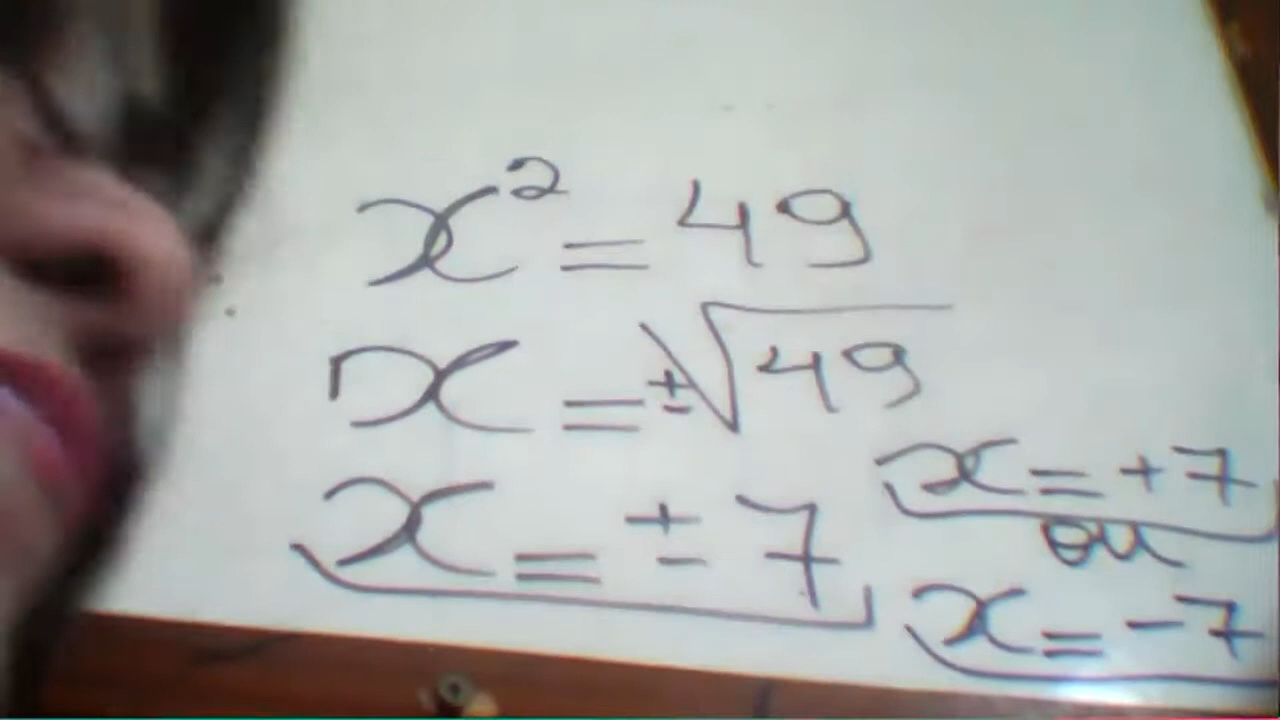 x² = 49
x = ±√49
x = ± 7
x = +7
ou
x = -7